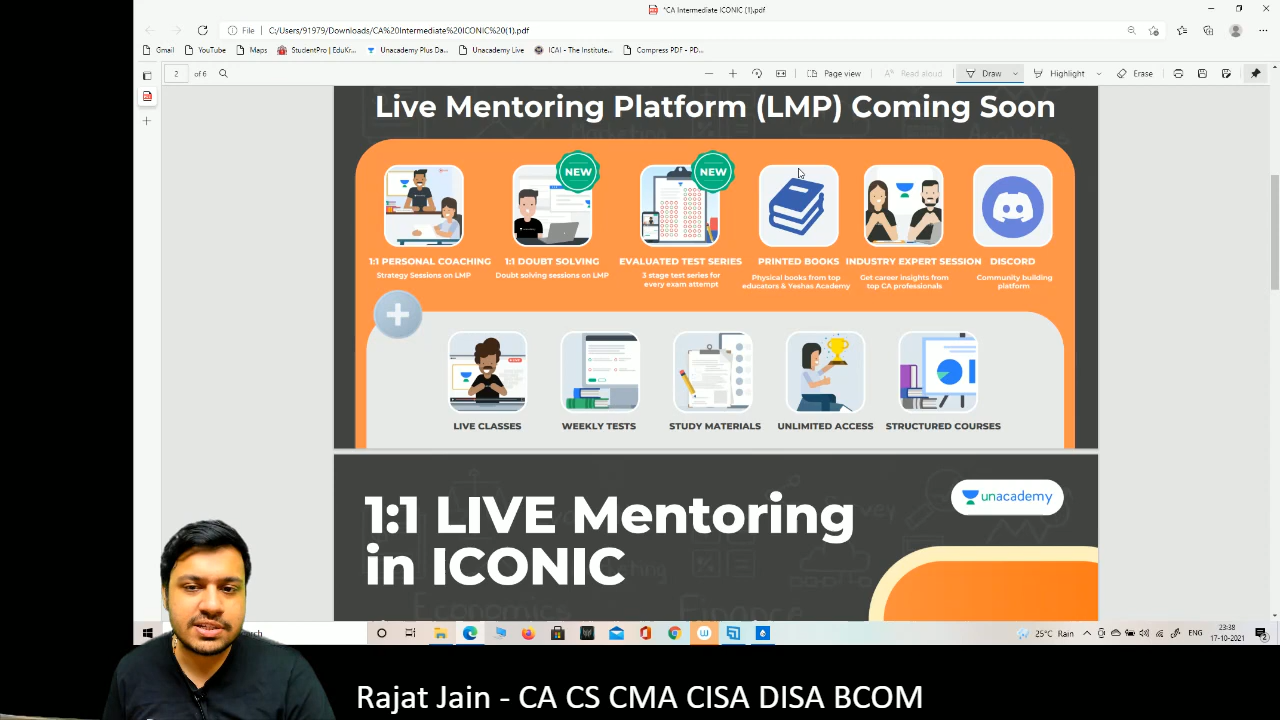 *CA Intermediate ICONIC (1).pdf
File C:/Users/91979/Downloads/CA%20Intermediate%20ICONIC%20(1).pdf
Gmail YouTube Maps StudentPro | EduKr... Unacademy Plus Da... Unacademy Live ICAI - The Institute... Compress PDF - PD...
2 of 6 Page view Read aloud Draw Highlight Erase
Live Mentoring Platform (LMP) Coming Soon
NEW NEW
1:1 PERSONAL COACHING 1:1 DOUBT SOLVING EVALUATED TEST SERIES PRINTED BOOKS INDUSTRY EXPERT SESSION DISCORD
Strategy Sessions on LMP Doubt solving sessions on LMP 3 stage test series for Physical books from top Get career insights from Community building
every exam attempt educators & Yeshas Academy top CA professionals platform
LIVE CLASSES WEEKLY TESTS STUDY MATERIALS UNLIMITED ACCESS STRUCTURED COURSES
unacademy
1:1 LIVE Mentoring
in ICONIC
Economics Finance
25°C Rain ENG 23:38
17-10-2021
Rajat Jain - CA CS CMA CISA DISA BCOM